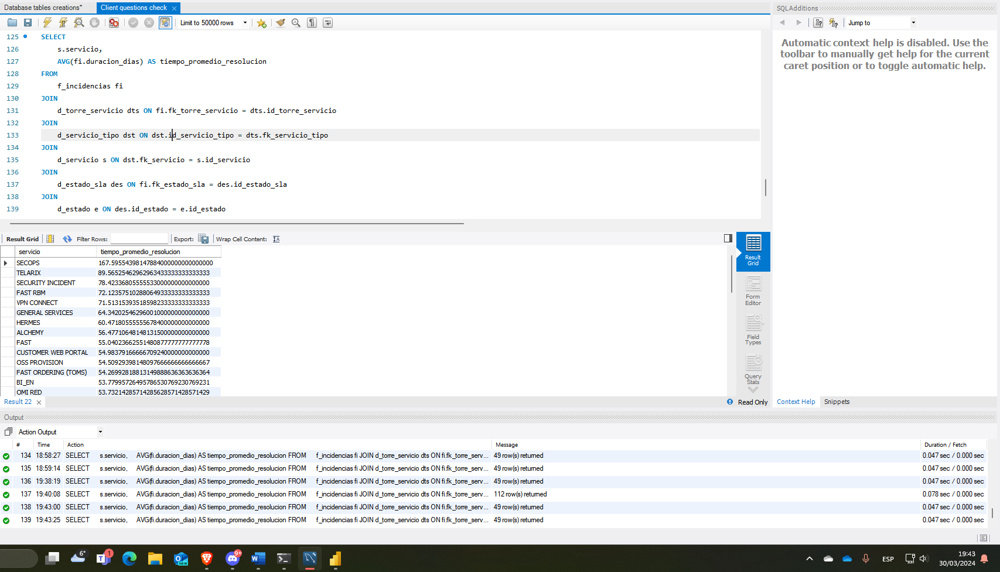 Database tables creations*
Client questions check
SQLAdditions
Limit to 50000 rows
Jump to
Automatic context help is disabled. Use the
toolbar to manually get help for the current
caret position or to toggle automatic help.
125 SELECT
126 s.servicio,
127 AVG(fi.duracion_dias) AS tiempo_promedio_resolucion
128 FROM
129 f_incidencias fi
130 JOIN
131 d_torre_servicio dts ON fi.fk_torre_servicio = dts.id_torre_servicio
132 JOIN
133 d_servicio_tipo dst ON dst.id_servicio_tipo = dts.fk_servicio_tipo
134 JOIN
135 d_servicio s ON dst.fk_servicio = s.id_servicio
136 JOIN
137 d_estado_sla des ON fi.fk_estado_sla = des.id_estado_sla
138 JOIN
139 d_estado e ON des.id_estado = e.id_estado
Result Grid Filter Rows: Export: Wrap Cell Content:
servicio tiempo_promedio_resolucion
SECOPS 167.5955439814788400000000000000
TELARIX 89.5652546296296343333333333333
SECURITY INCIDENT 78.4233680555553300000000000000
FAST RBM 72.1235751028806493333333333333
VPN CONNECT 71.5131539351859823333333333333
GENERAL SERVICES 64.3420254629600100000000000000
HERMES 60.4718055555567840000000000000
ALCHEMY 56.4771064814813150000000000000
FAST 55.0402366255148087777777777778
CUSTOMER WEB PORTAL 54.9837916666670924000000000000
OSS PROVISION 54.5092939814809766666666666667
FAST ORDERING (TOMS) 54.2699281881314988863636363636​4
BI_EN 53.7799572649578653076923076923​1
OMI RED 53.7321428571428562857142857142​9
Result Grid
Form Editor
Field Types
Query Stats
Result 22
Read Only
Context Help Snippets
Output
Action Output
# Time Action Message Duration / Fetch
134 18:58:27 SELECT s.servicio, AVG(fi.duracion_dias) AS tiempo_promedio_resolucion FROM f_incidencias fi JOIN d_torre_servicio dts ON fi.fk_torre_serv... 49 row(s) returned 0.047 sec / 0.000 sec
135 18:59:14 SELECT s.servicio, AVG(fi.duracion_dias) AS tiempo_promedio_resolucion FROM f_incidencias fi JOIN d_torre_servicio dts ON fi.fk_torre_serv... 49 row(s) returned 0.047 sec / 0.000 sec
136 19:38:19 SELECT s.servicio, AVG(fi.duracion_dias) AS tiempo_promedio_resolucion FROM f_incidencias fi JOIN d_torre_servicio dts ON fi.fk_torre_serv... 49 row(s) returned 0.047 sec / 0.000 sec
137 19:40:08 SELECT s.servicio, AVG(fi.duracion_dias) AS tiempo_promedio_resolucion FROM f_incidencias fi JOIN d_torre_servicio dts ON fi.fk_torre_serv... 112 row(s) returned 0.078 sec / 0.000 sec
138 19:43:00 SELECT s.servicio, AVG(fi.duracion_dias) AS tiempo_promedio_resolucion FROM f_incidencias fi JOIN d_torre_servicio dts ON fi.fk_torre_serv... 49 row(s) returned 0.047 sec / 0.000 sec
139 19:43:25 SELECT s.servicio, AVG(fi.duracion_dias) AS tiempo_promedio_resolucion FROM f_incidencias fi JOIN d_torre_servicio dts ON fi.fk_torre_serv... 49 row(s) returned 0.047 sec / 0.000 sec
6° 1 NEW 9+ ESP 19:43
30/03/2024